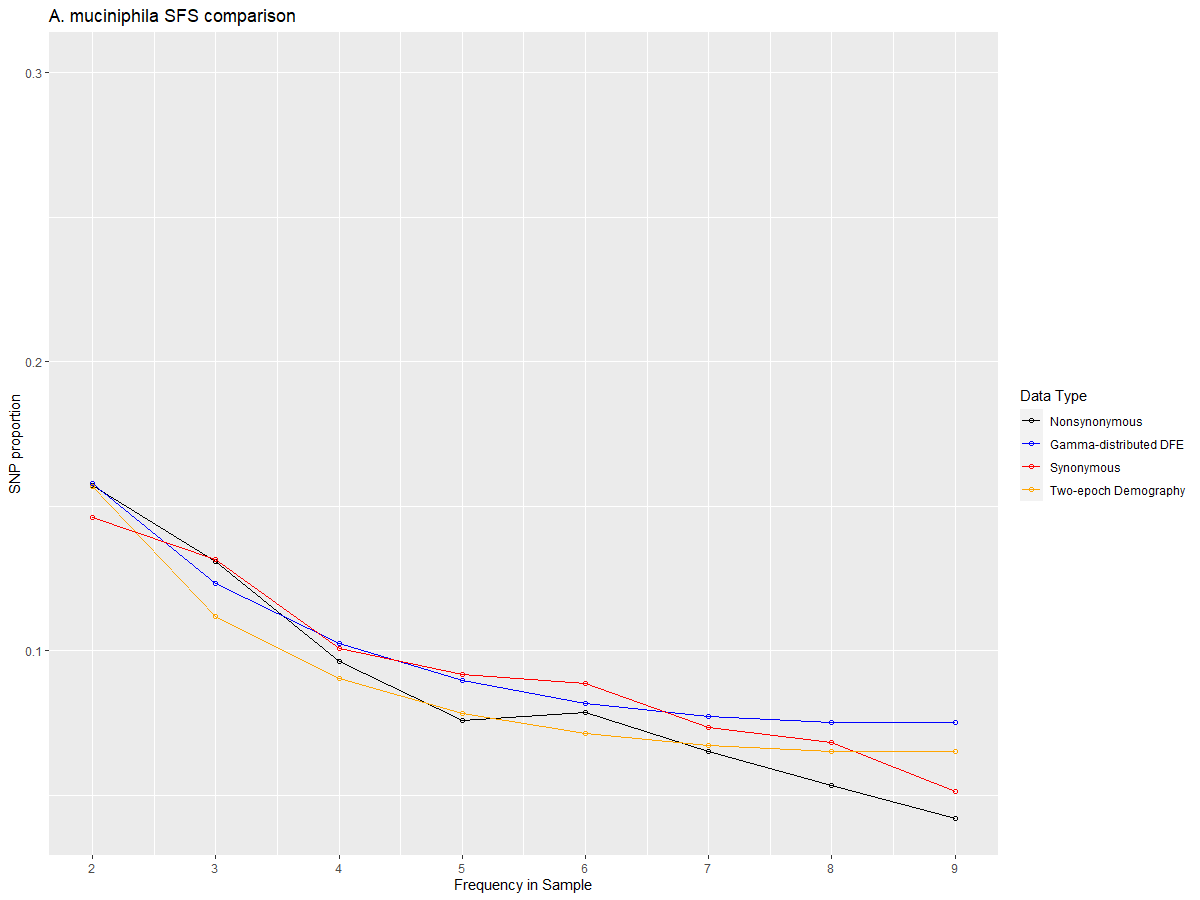 A. muciniphila SFS comparison
0.3
0.2
0.1
SNP proportion
2 3 4 5 6 7 8 9
Frequency in Sample
Data Type
Nonsynonymous
Gamma-distributed DFE
Synonymous
Two-epoch Demography